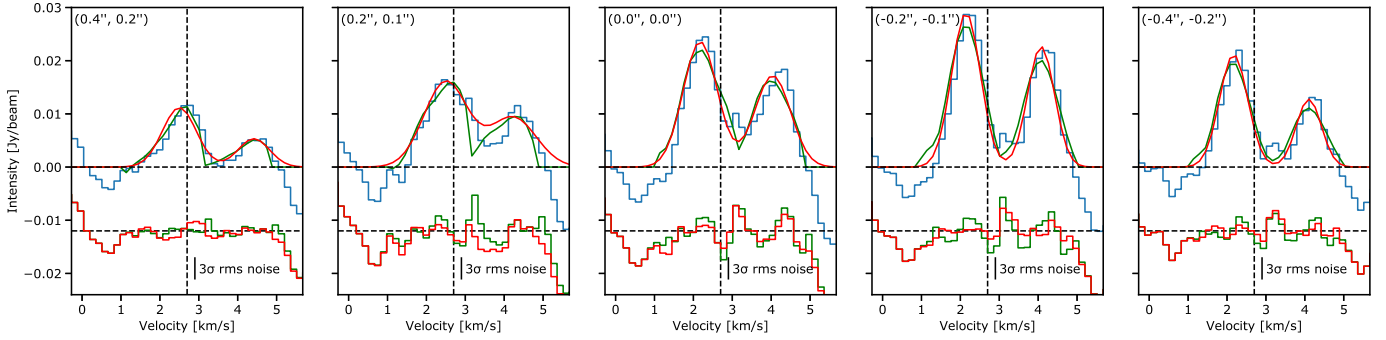 (0.4", 0.2") (0.2", 0.1") (0.0", 0.0") (-0.2", -0.1") (-0.4", -0.2")
0.03
0.02
0.01
0.00
−0.01
−0.02
Intensity [Jy/beam]
3σ rms noise 3σ rms noise 3σ rms noise 3σ rms noise 3σ rms noise
0 1 2 3 4 5 0 1 2 3 4 5 0 1 2 3 4 5 0 1 2 3 4 5 0 1 2 3 4 5
Velocity [km/s] Velocity [km/s] Velocity [km/s] Velocity [km/s] Velocity [km/s]